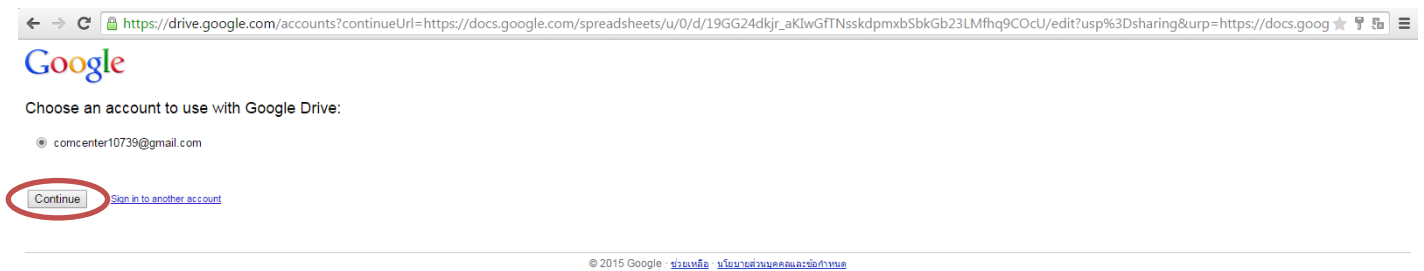 https://drive.google.com/accounts?continueUrl=https://docs.google.com/spreadsheets/u/0/d/19GG24dkjr_aKIwGfTNsskdpmxbSbkGb23LMfhq9COcU/edit?usp%3Dsharing&urp=https://docs.goog
Google
Choose an account to use with Google Drive:
comcenter10739@gmail.com
Continue Sign in to another account
© 2015 Google · ช่วยเหลือ · นโยบายส่วนบุคคลและข้อกำหนด